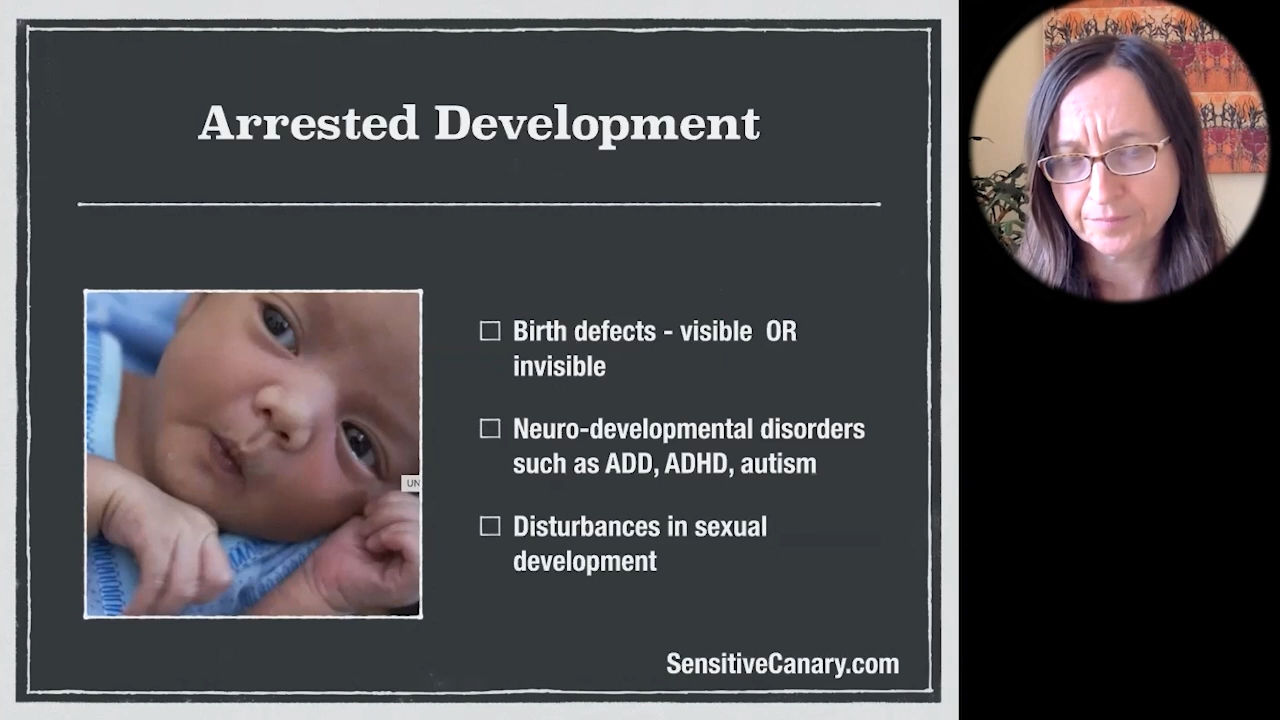 Arrested Development
Birth defects - visible OR
invisible
Neuro-developmental disorders
such as ADD, ADHD, autism
Disturbances in sexual
development
UN
SensitiveCanary.com